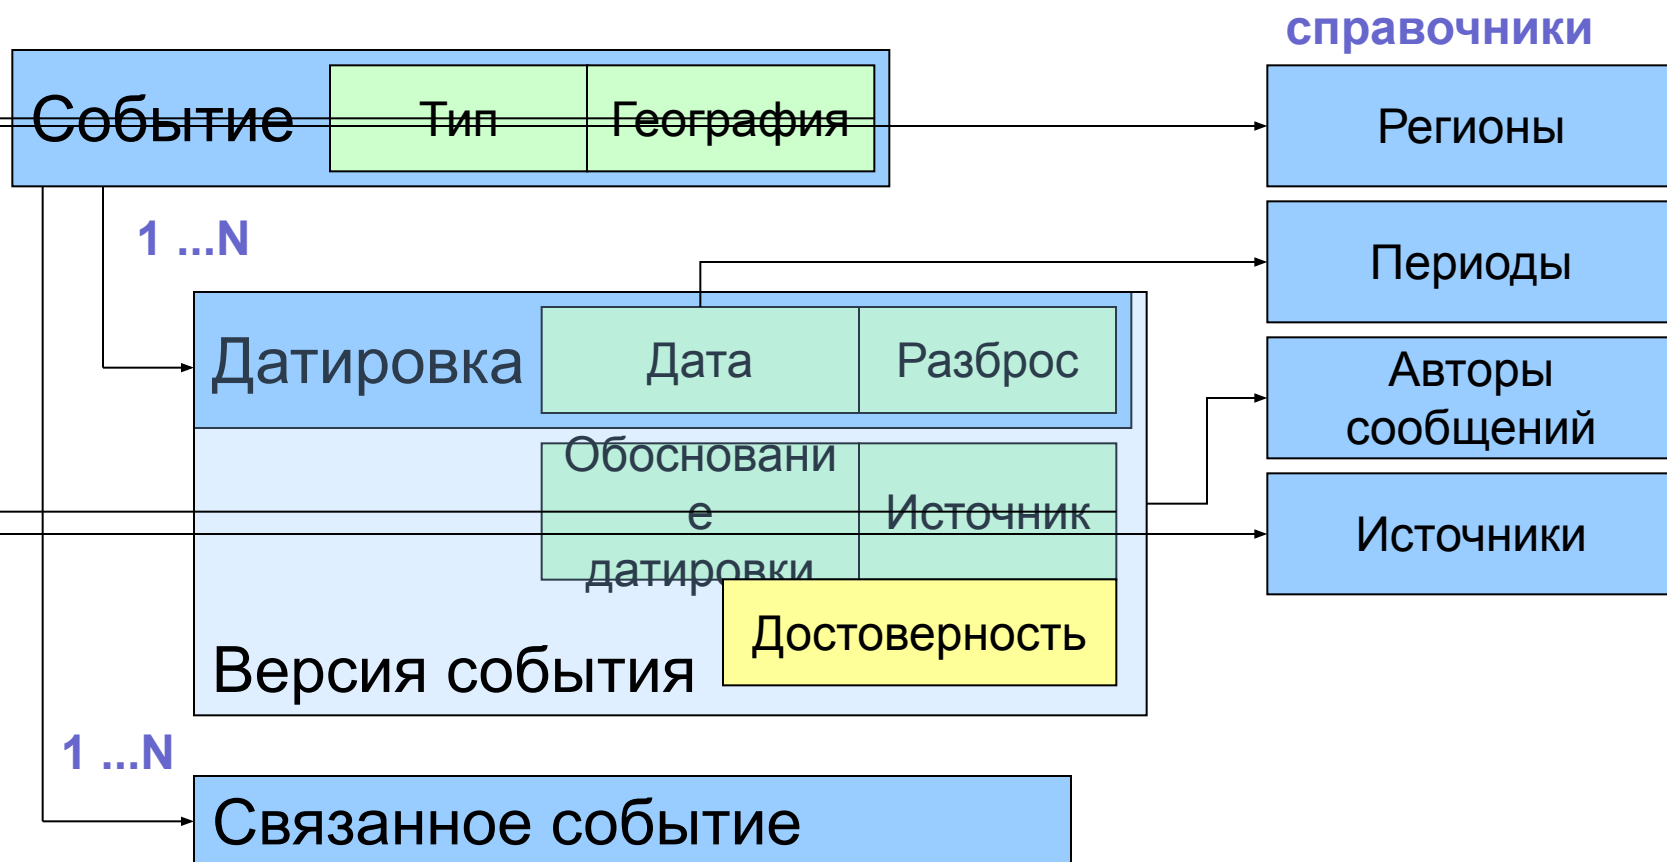 справочники
Событие
Тип
География
Регионы
1 ...N
Периоды
Датировка
Дата
Разброс
Авторы
сообщений
Обосновани
е
датировки
Источник
Источники
Достоверность
Версия события
1 ...N
Связанное событие